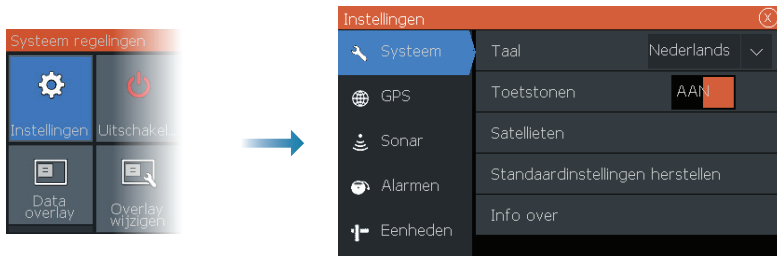 Systeem regelingen
Instellingen
Uitschakel
Data
overlay
Overlay
wijzigen
Instellingen
Systeem
GPS
Sonar
Alarmen
Eenheden
Taal
Nederlands
Toetstonen
AAN
Satellieten
Standaardinstellingen herstellen
Info over